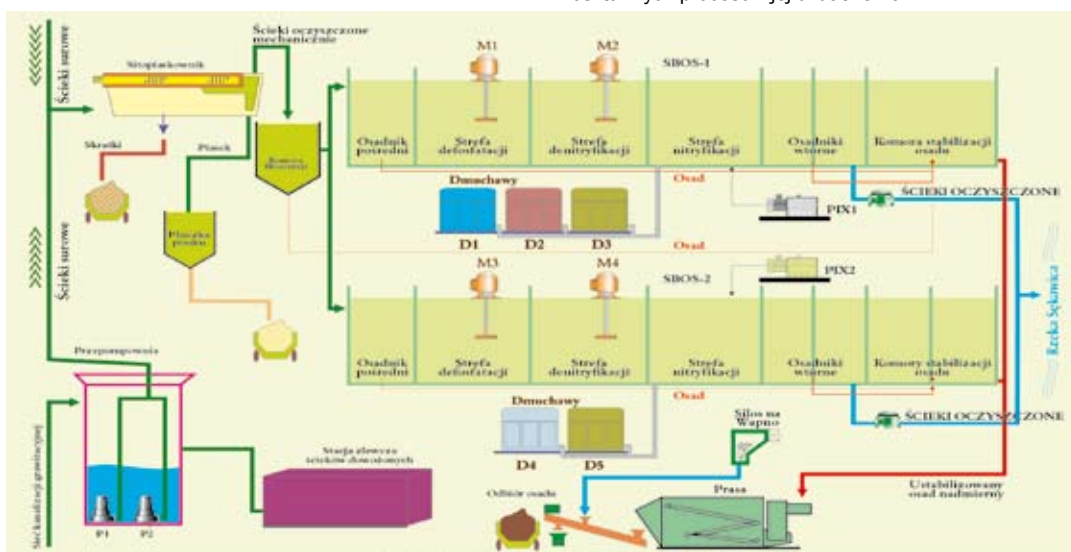 Ścieki oczyszczone
mechanicznie
Ścieki surowe
Sitopiaskownik
Skratki
Piasek
Płuczka
piasku
Komora
Ścieki surowe
Przepompownia
Sieć kanalizacji grawitacyjnej
P1 P2
Stacja zlewcza
ścieków dowożonych
M1 M2 SBOS-1
Osadnik
pośredni
Strefa
defosfatacji
Strefa
denitryfikacji
Strefa
nitryfikacji
Osadniki
wtórne
Komora stabilizacji
osadu
Osad
Dmuchawy
D1 D2 D3
PIX1
ŚCIEKI OCZYSZCZONE
Osad
M3 M4 SBOS-2
PIX2
Rzeka Sękówka
Osadnik
pośredni
Strefa
defosfatacji
Strefa
denitryfikacji
Strefa
nitryfikacji
Osadniki
wtórne
Komory stabilizacji
osadu
Osad
Dmuchawy
D4 D5
ŚCIEKI OCZYSZCZONE
Silos na
Wapno
Odbiór osadu
Prasa
Ustabilizowany
osad nadmierny